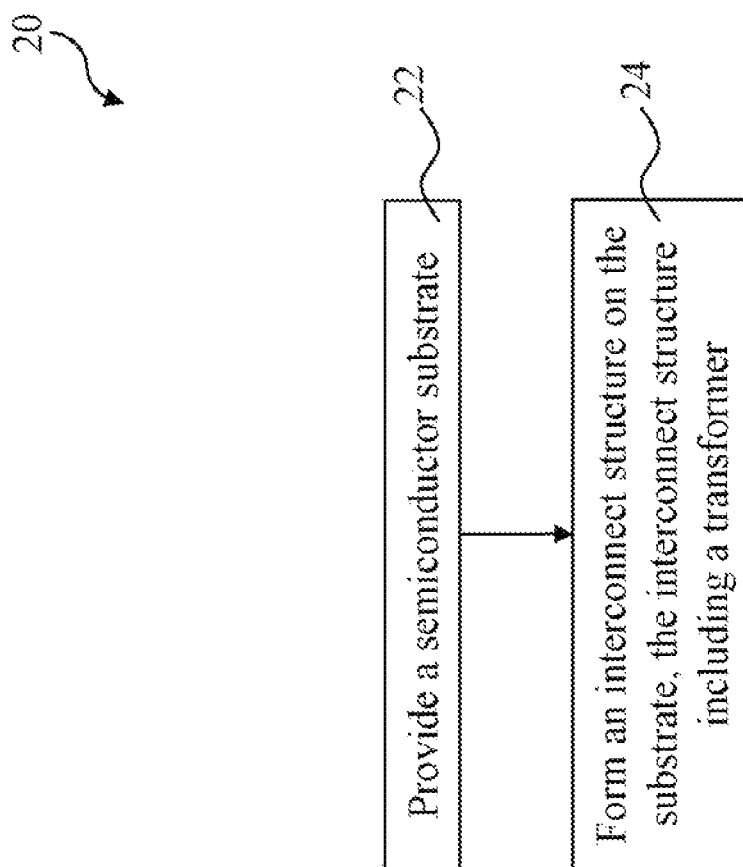 20
Provide a semiconductor substrate
22
Form an interconnect structure on the
substrate, the interconnect structure
including a transformer
24